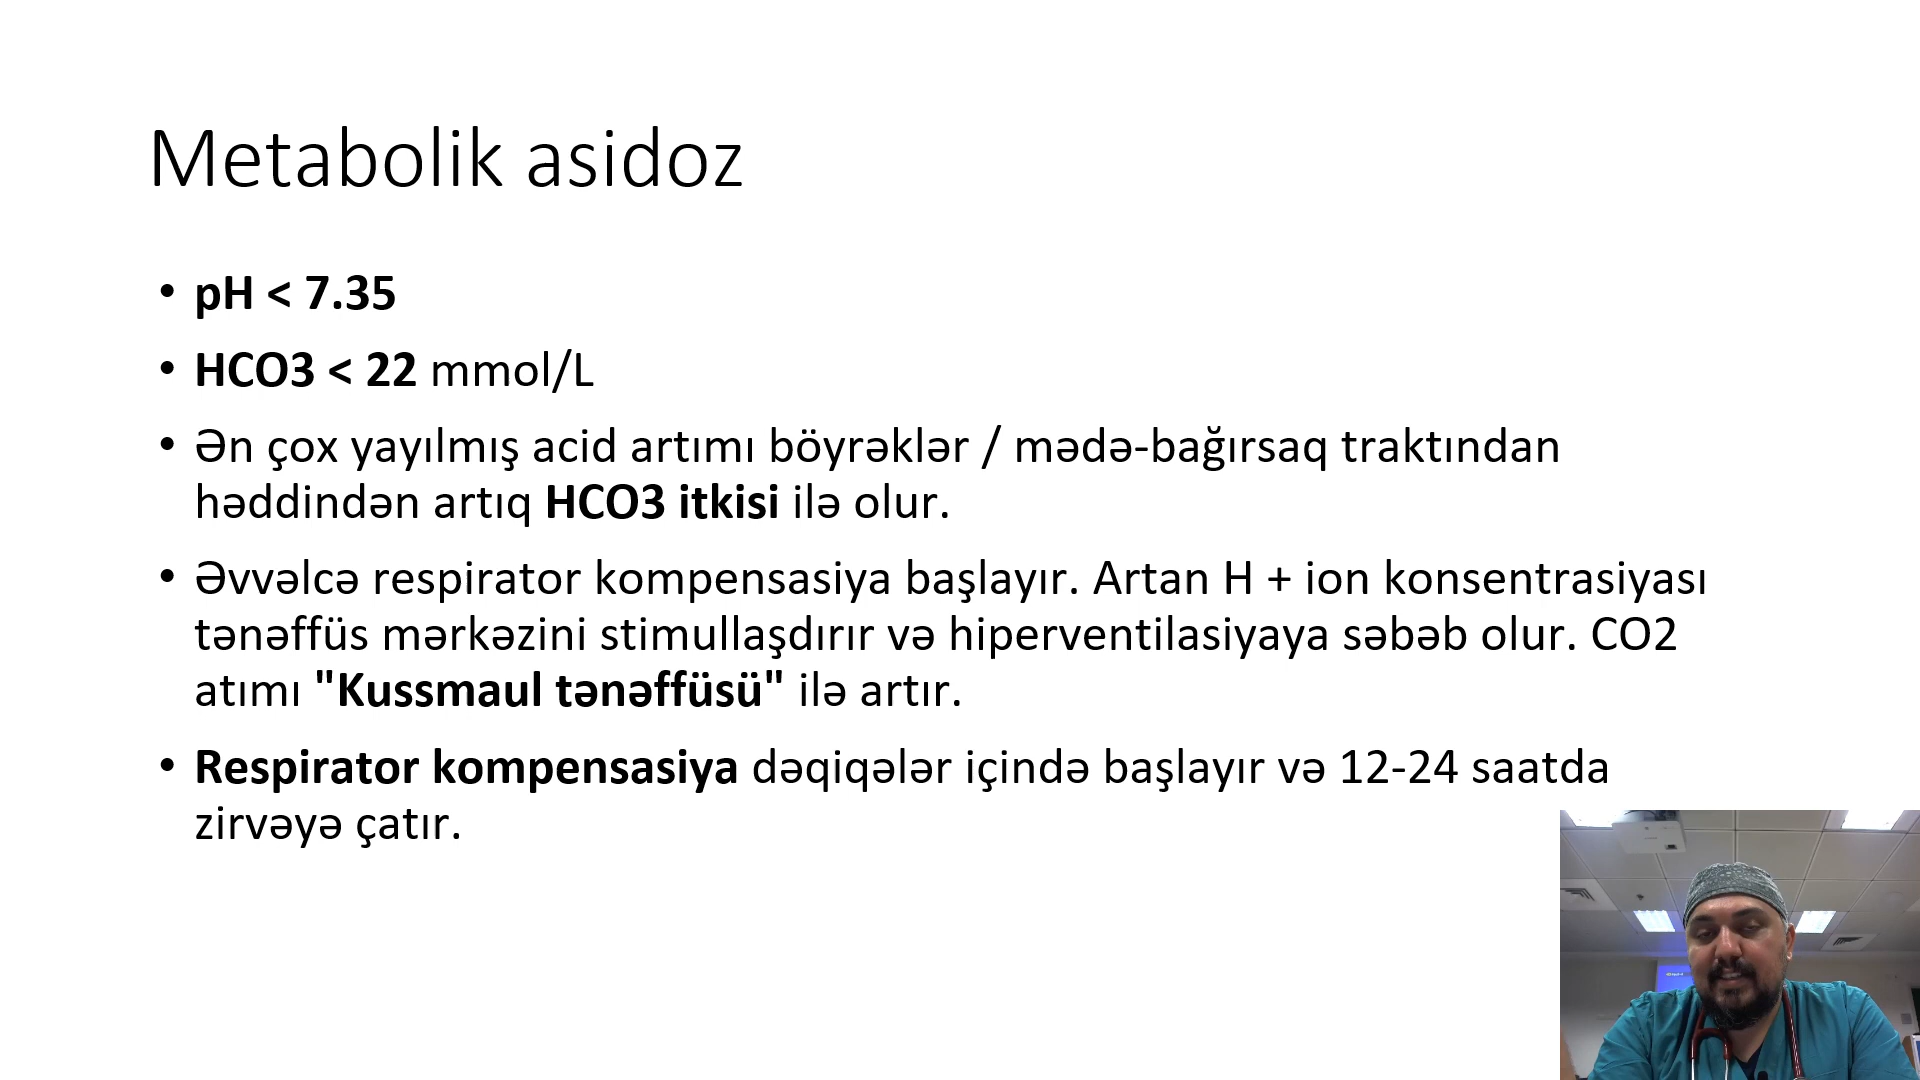 Metabolik asidoz
• pH < 7.35
• HCO3 < 22 mmol/L
• Ən çox yayılmış acid artımı böyrəklər / mədə-bağırsaq traktından
həddindən artıq HCO3 itkisi ilə olur.
• Əvvəlcə respirator kompensasiya başlayır. Artan H + ion konsentrasiyası
tənəffüs mərkəzini stimullaşdırır və hiperventilasiyaya səbəb olur. CO2
atımı "Kussmaul tənəffüsü" ilə artır.
• Respirator kompensasiya dəqiqələr içində başlayır və 12-24 saatda
zirvəyə çatır.